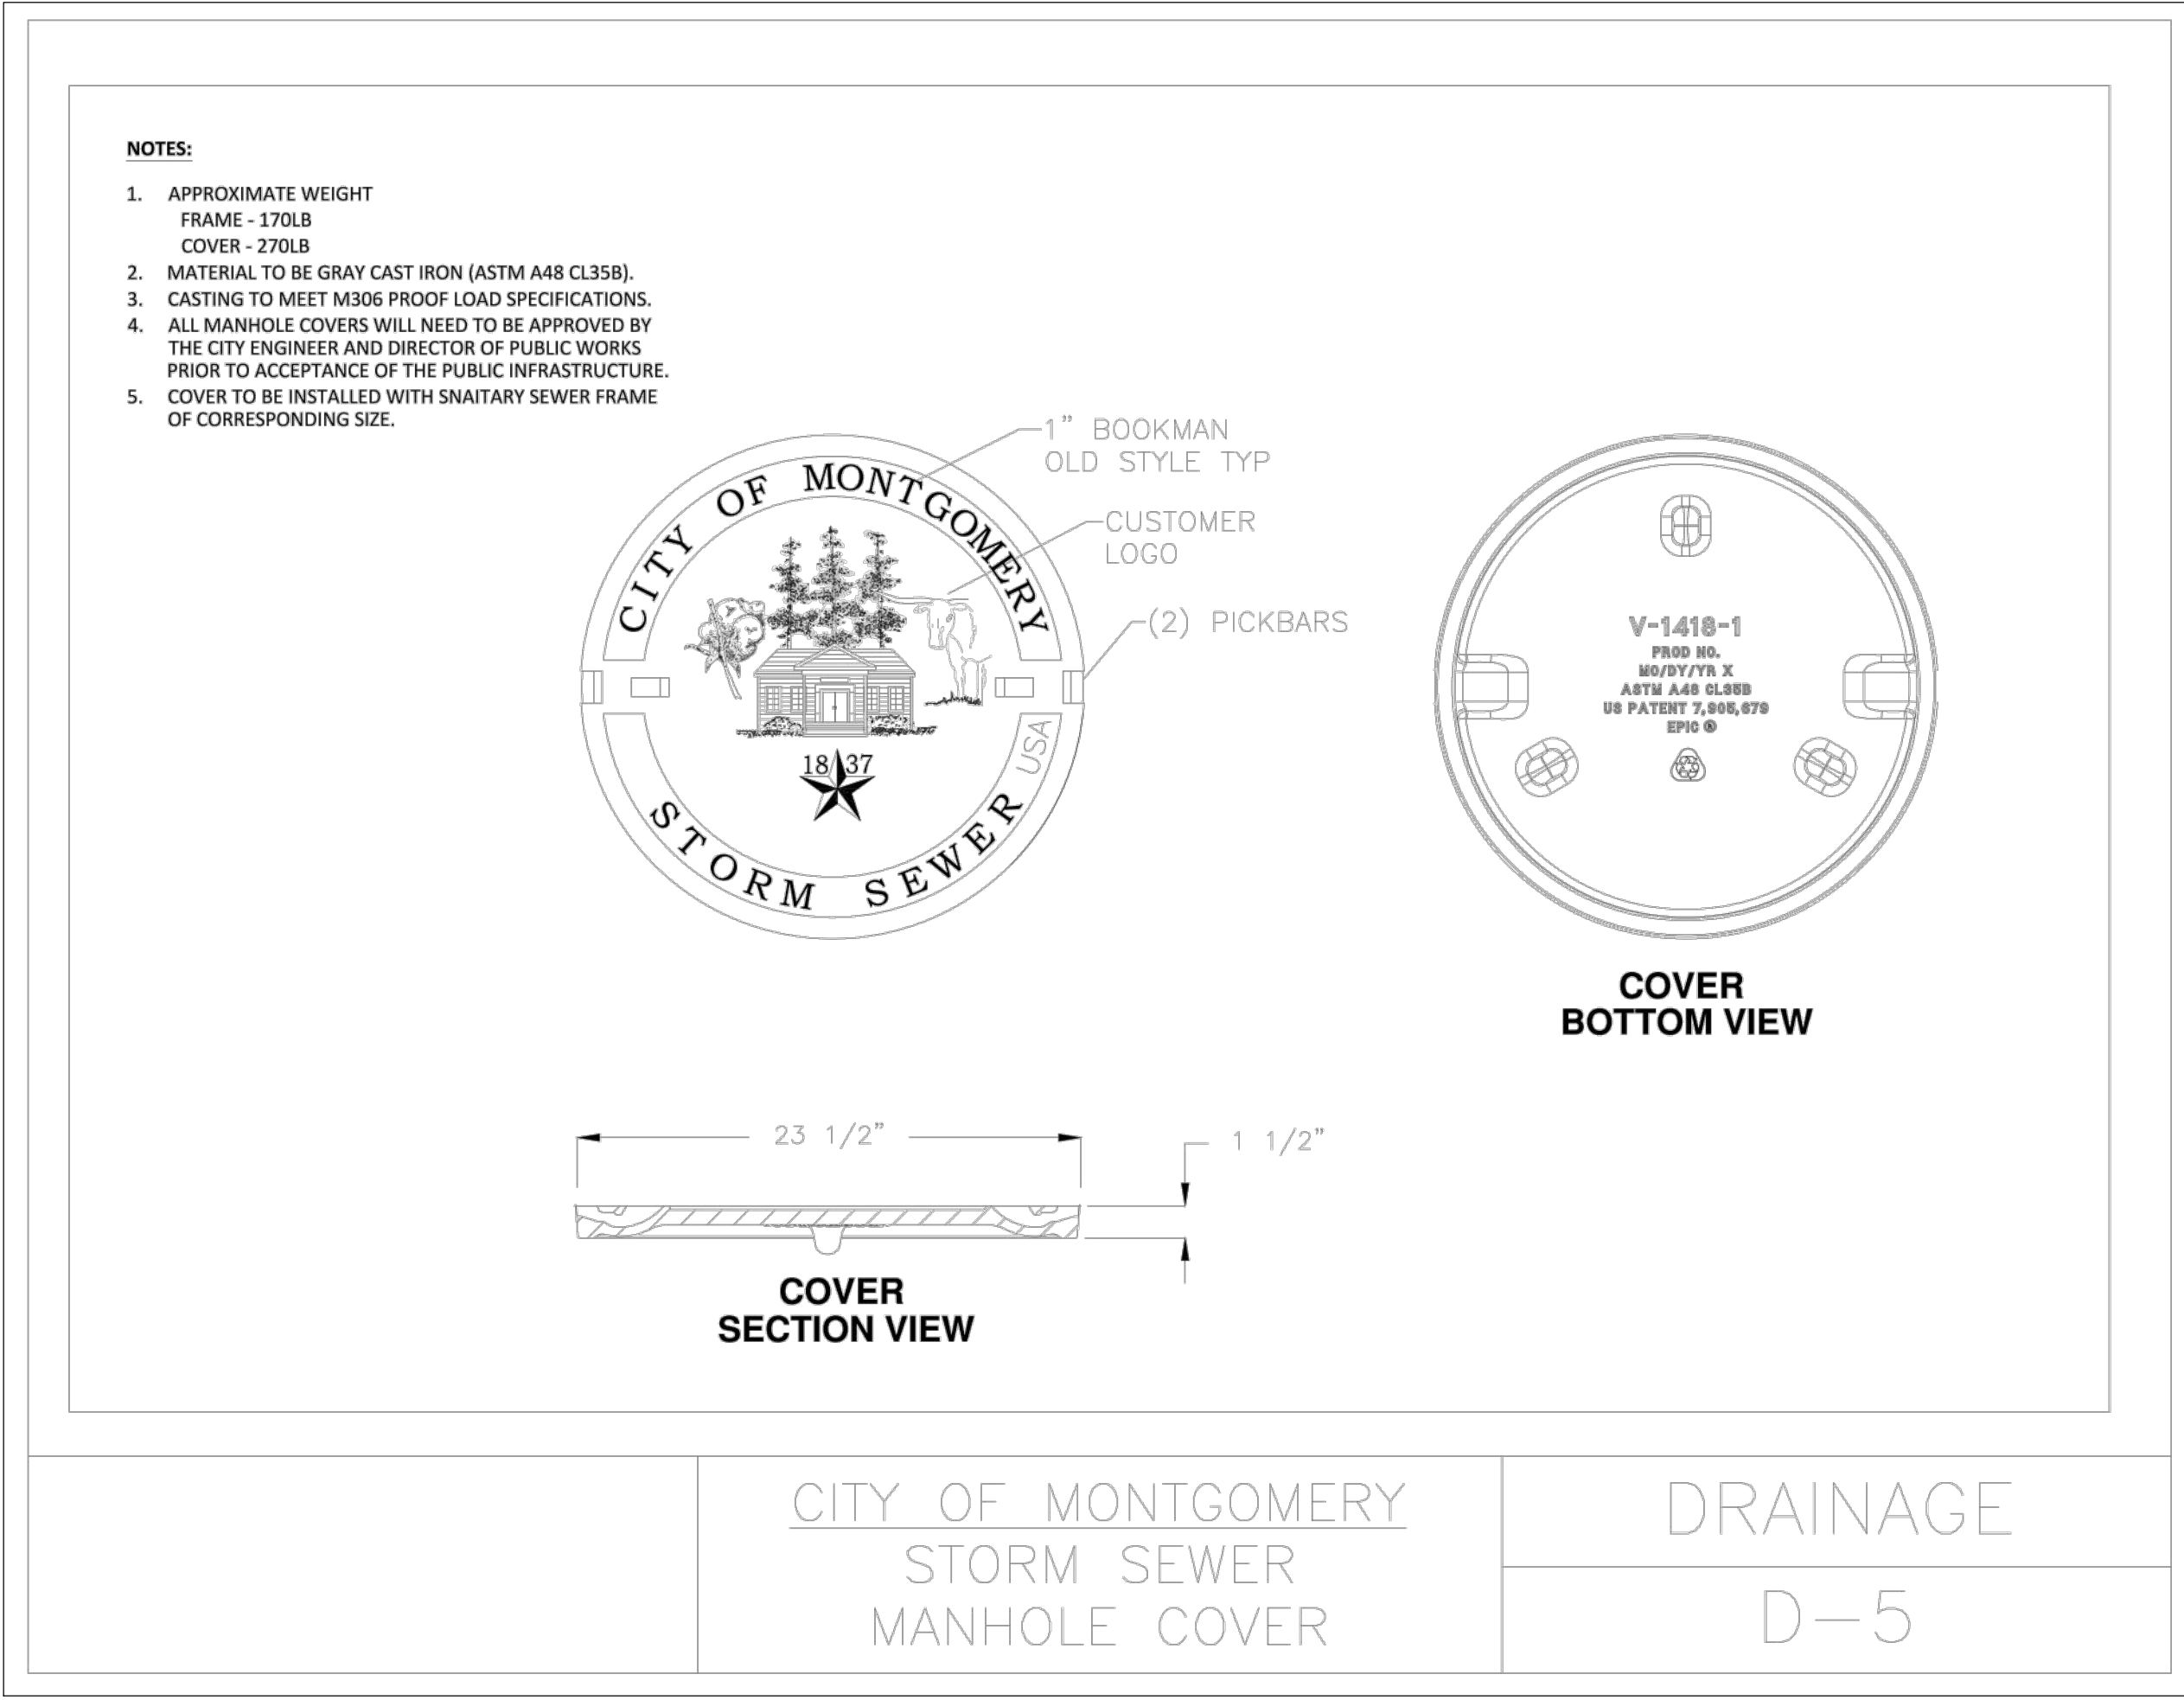 NOTES:
1. APPROXIMATE WEIGHT
FRAME - 170LB
COVER - 270LB
2. MATERIAL TO BE GRAY CAST IRON (ASTM A48 CL35B).
3. CASTING TO MEET M306 PROOF LOAD SPECIFICATIONS.
4. ALL MANHOLE COVERS WILL NEED TO BE APPROVED BY
THE CITY ENGINEER AND DIRECTOR OF PUBLIC WORKS
PRIOR TO ACCEPTANCE OF THE PUBLIC INFRASTRUCTURE.
5. COVER TO BE INSTALLED WITH SNAITARY SEWER FRAME
OF CORRESPONDING SIZE.
1" BOOKMAN
OLD STYLE TYP
CUSTOMER
LOGO
(2) PICKBARS
CITY OF MONTGOMERY
1837
STORM SEWER USA
V-1418-1
PROD NO.
MO/DY/YR X
ASTM A48 CL35B
US PATENT 7,905,679
EPIC ®
COVER
BOTTOM VIEW
23 1/2"
1 1/2"
COVER
SECTION VIEW
CITY OF MONTGOMERY
STORM SEWER
MANHOLE COVER
DRAINAGE
D-5